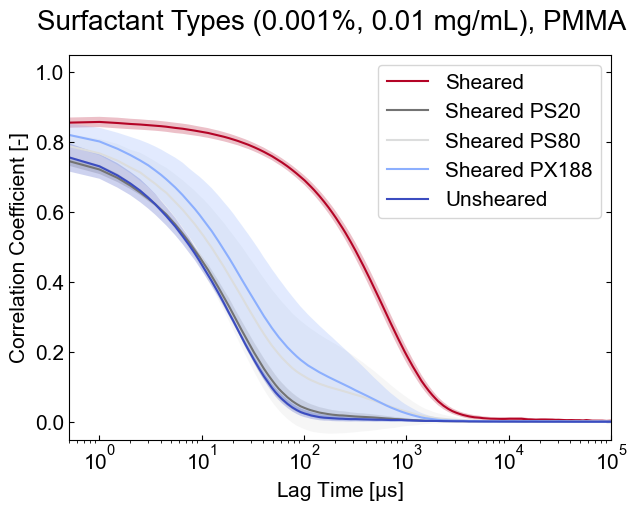 Surfactant Types (0.001%, 0.01 mg/mL), PMMA
Correlation Coefficient [-]
1.0
0.8
0.6
0.4
0.2
0.0
Sheared
Sheared PS20
Sheared PS80
Sheared PX188
Unsheared
10⁰ 10¹ 10² 10³ 10⁴ 10⁵
Lag Time [µs]